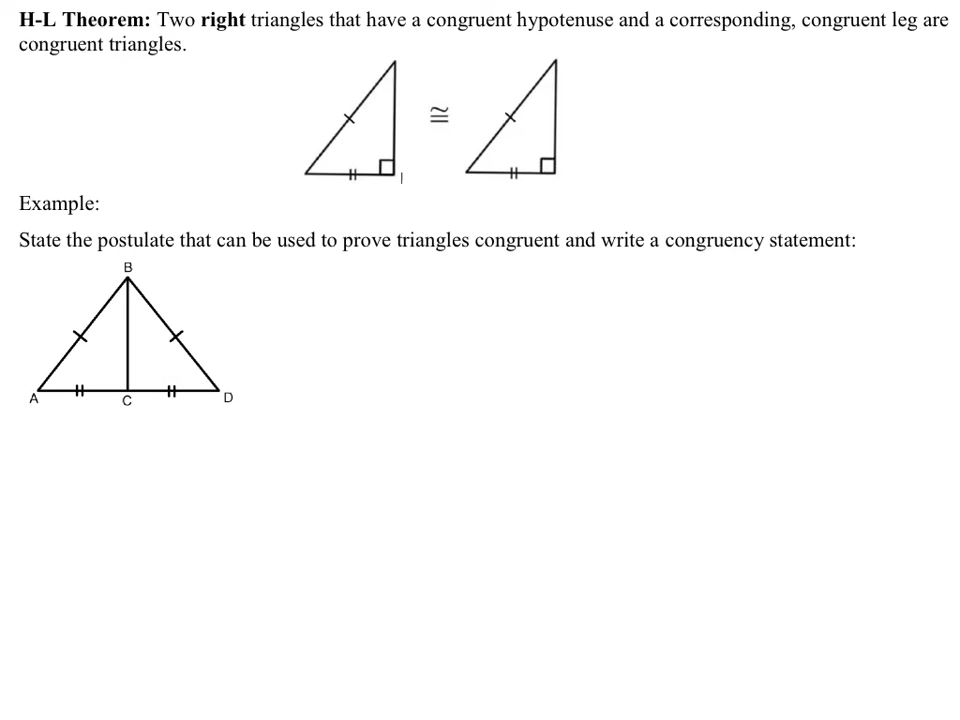 H-L Theorem: Two right triangles that have a congruent hypotenuse and a corresponding, congruent leg are
congruent triangles.
≅
Example:
State the postulate that can be used to prove triangles congruent and write a congruency statement:
B
A
C
D